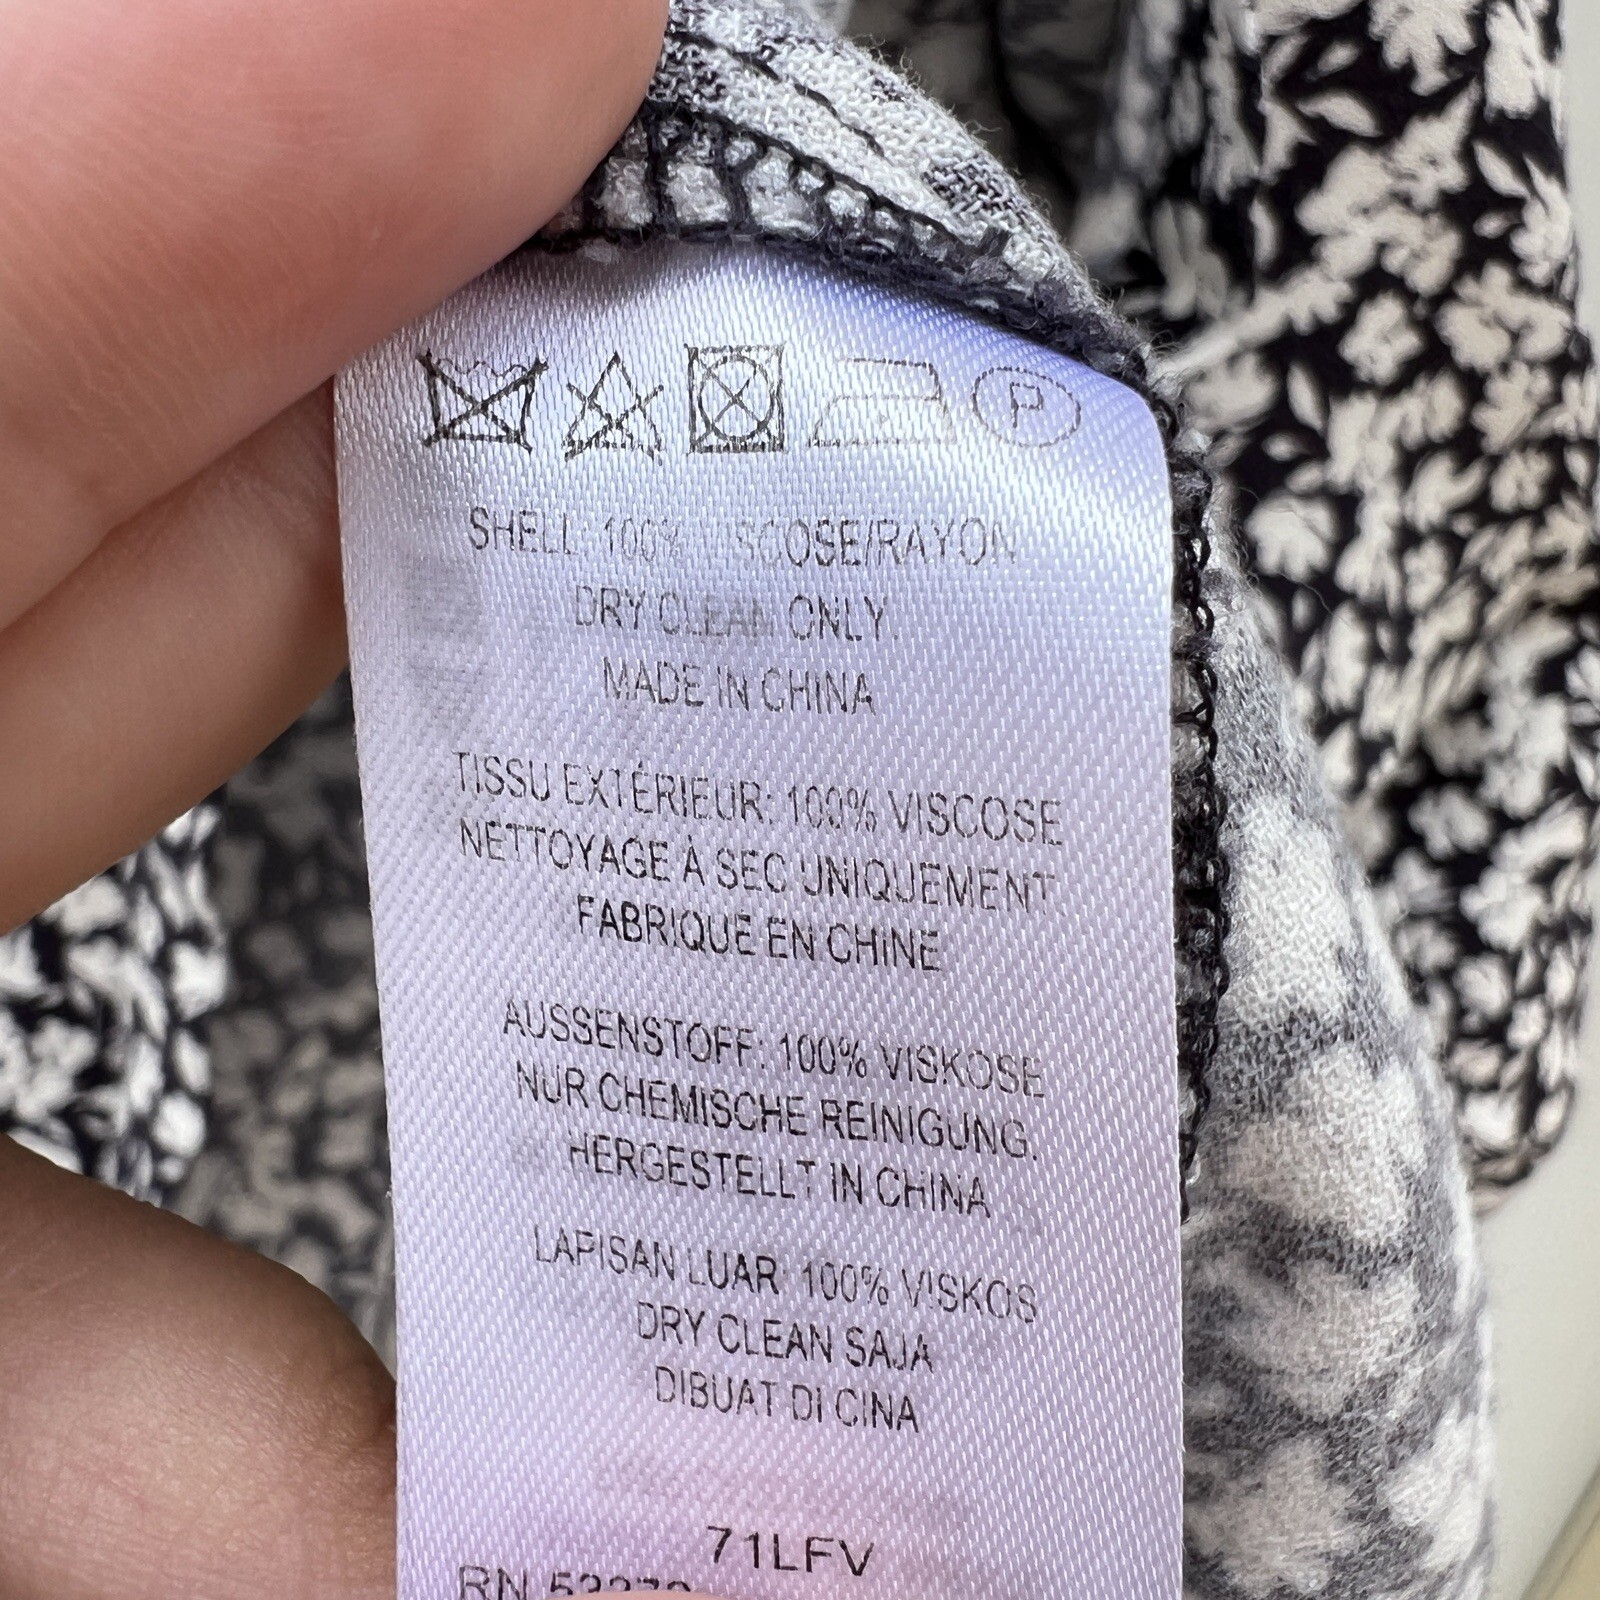 P
SHELL: 100% VISCOSE/RAYON
DRY CLEAN ONLY.
MADE IN CHINA
TISSU EXTÉRIEUR: 100% VISCOSE
NETTOYAGE À SEC UNIQUEMENT.
FABRIQUE EN CHINE
AUSSENSTOFF: 100% VISKOSE
NUR CHEMISCHE REINIGUNG.
HERGESTELLT IN CHINA
LAPISAN LUAR: 100% VISKOS
DRY CLEAN SAJA
DIBUAT DI CINA
71LFV
RN